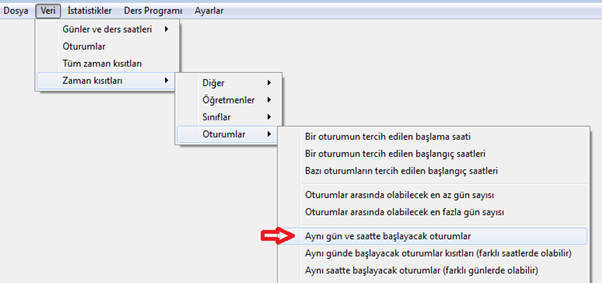 Dosya Veri İstatistikler Ders Programı Ayarlar
Günler ve ders saatleri
Oturumlar
Tüm zaman kısıtları
Zaman kısıtları
Diğer
Öğretmenler
Sınıflar
Oturumlar
Bir oturumun tercih edilen başlama saati
Bir oturumun tercih edilen başlangıç saatleri
Bazı oturumların tercih edilen başlangıç saatleri
Oturumlar arasında olabilecek en az gün sayısı
Oturumlar arasında olabilecek en fazla gün sayısı
Aynı gün ve saatte başlayacak oturumlar
Aynı günde başlayacak oturumlar kısıtları (farklı saatlerde olabilir)
Aynı saatte başlayacak oturumlar (farklı günlerde olabilir)